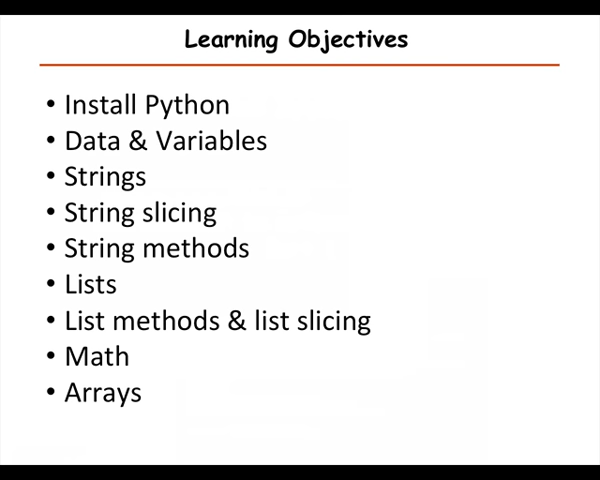 Learning Objectives
• Install Python
• Data & Variables
• Strings
• String slicing
• String methods
• Lists
• List methods & list slicing
• Math
• Arrays